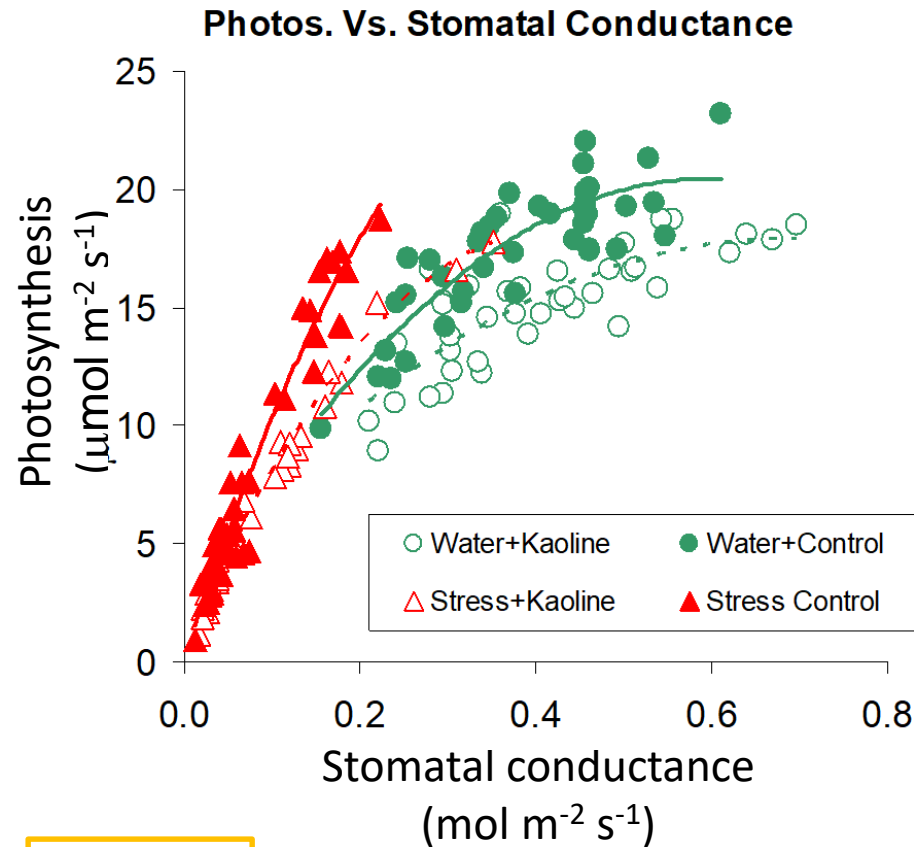 Photos. Vs. Stomatal Conductance
Photosynthesis
(μmol m⁻² s⁻¹)
25
20
15
10
5
0
Water+Kaoline
Water+Control
Stress+Kaoline
Stress Control
0.0 0.2 0.4 0.6 0.8
Stomatal conductance
(mol m⁻² s⁻¹)